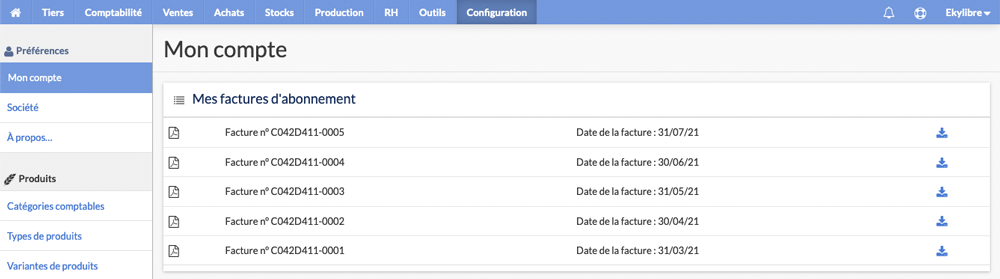 Tiers Comptabilité Ventes Achats Stocks Production RH Outils Configuration Ekylibre
Préférences
Mon compte
Société
À propos...
Produits
Catégories comptables
Types de produits
Variantes de produits
Mon compte
Mes factures d'abonnement
Facture n° C042D411-0005 Date de la facture : 31/07/21
Facture n° C042D411-0004 Date de la facture : 30/06/21
Facture n° C042D411-0003 Date de la facture : 31/05/21
Facture n° C042D411-0002 Date de la facture : 30/04/21
Facture n° C042D411-0001 Date de la facture : 31/03/21